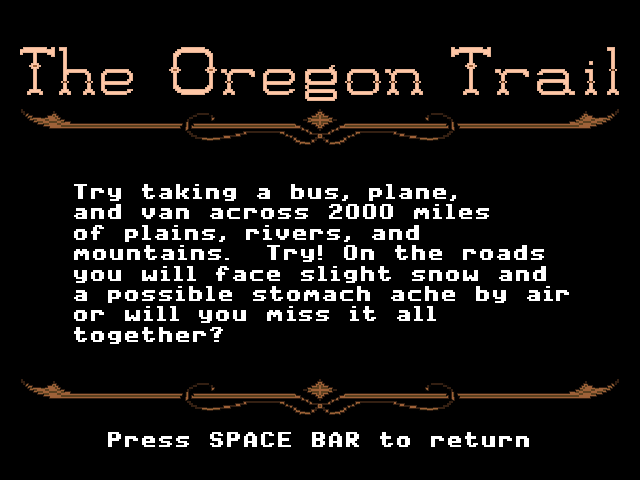 The Oregon Trail
Try taking a bus, plane,
and van across 2000 miles
of plains, rivers, and
mountains.  Try! On the roads
you will face slight snow and
a possible stomach ache by air
or will you miss it all
together?
Press SPACE BAR to return